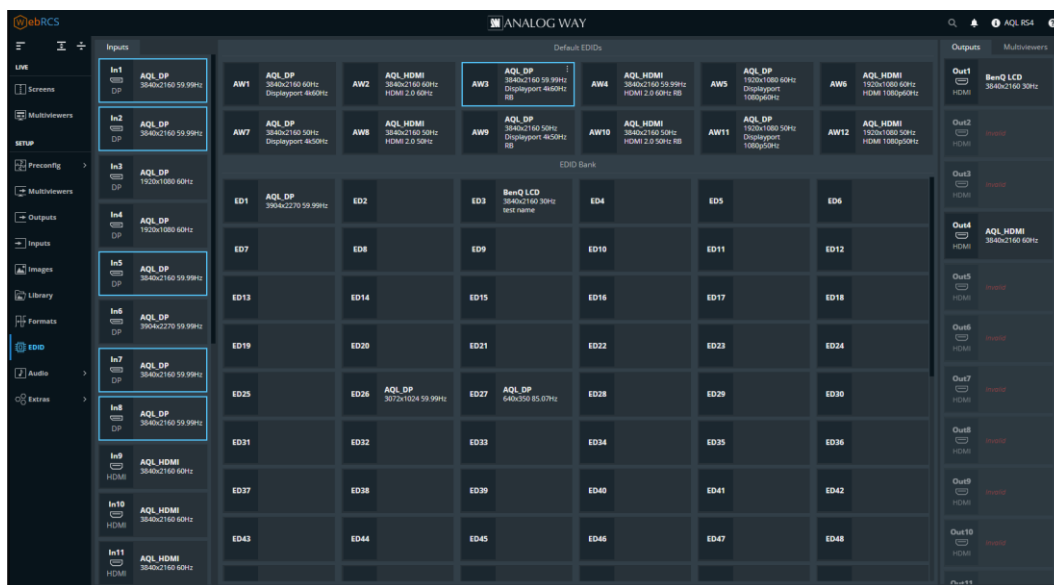 WebRCS
ANALOG WAY
AQL RS4
Inputs
Default EDIDs
Outputs
Multiviewers
LIVE
Screens
Multiviewers
SETUP
Preconfig
Multiviewers
Outputs
Inputs
Images
Library
Formats
EDID
Audio
Extras
In1
DP
AQL_DP
3840x2160 59.99Hz
In2
DP
AQL_DP
3840x2160 59.99Hz
In3
DP
AQL_DP
1920x1080 60Hz
In4
DP
AQL_DP
1920x1080 60Hz
In5
DP
AQL_DP
3840x2160 59.99Hz
In6
DP
AQL_DP
3904x2270 59.99Hz
In7
DP
AQL_DP
3840x2160 59.99Hz
In8
DP
AQL_DP
3840x2160 59.99Hz
In9
HDMI
AQL_HDMI
3840x2160 60Hz
In10
HDMI
AQL_HDMI
3840x2160 60Hz
In11
HDMI
AQL_HDMI
3840x2160 60Hz
AW1
AQL_DP
3840x2160 60Hz
Displayport 4k60Hz
AW2
AQL_HDMI
3840x2160 60Hz
HDMI 2.0 60Hz
AW3
AQL_DP
3840x2160 59.99Hz
Displayport 4k60Hz
RB
AW4
AQL_HDMI
3840x2160 59.99Hz
HDMI 2.0 60Hz RB
AW5
AQL_DP
1920x1080 60Hz
Displayport
1080p60Hz
AW6
AQL_HDMI
1920x1080 60Hz
HDMI 1080p60Hz
AW7
AQL_DP
3840x2160 50Hz
Displayport 4k50Hz
AW8
AQL_HDMI
3840x2160 50Hz
HDMI 2.0 50Hz
AW9
AQL_DP
3840x2160 50Hz
Displayport 4k50Hz
RB
AW10
AQL_HDMI
3840x2160 50Hz
HDMI 2.0 50Hz RB
AW11
AQL_DP
1920x1080 50Hz
Displayport
1080p50Hz
AW12
AQL_HDMI
1920x1080 50Hz
HDMI 1080p50Hz
EDID Bank
ED1
AQL_DP
3904x2270 59.99Hz
ED2
ED3
BenQ LCD
3840x2160 30Hz
test name
ED4
ED5
ED6
ED7
ED8
ED9
ED10
ED11
ED12
ED13
ED14
ED15
ED16
ED17
ED18
ED19
ED20
ED21
ED22
ED23
ED24
ED25
ED26
AQL_DP
3072x1024 59.99Hz
ED27
AQL_DP
640x350 85.07Hz
ED28
ED29
ED30
ED31
ED32
ED33
ED34
ED35
ED36
ED37
ED38
ED39
ED40
ED41
ED42
ED43
ED44
ED45
ED46
ED47
ED48
Out1
HDMI
BenQ LCD
3840x2160 30Hz
Out2
HDMI
Invalid
Out3
HDMI
Invalid
Out4
HDMI
AQL_HDMI
3840x2160 60Hz
Out5
HDMI
Invalid
Out6
HDMI
Invalid
Out7
HDMI
Invalid
Out8
HDMI
Invalid
Out9
HDMI
Invalid
Out10
HDMI
Invalid
Out11